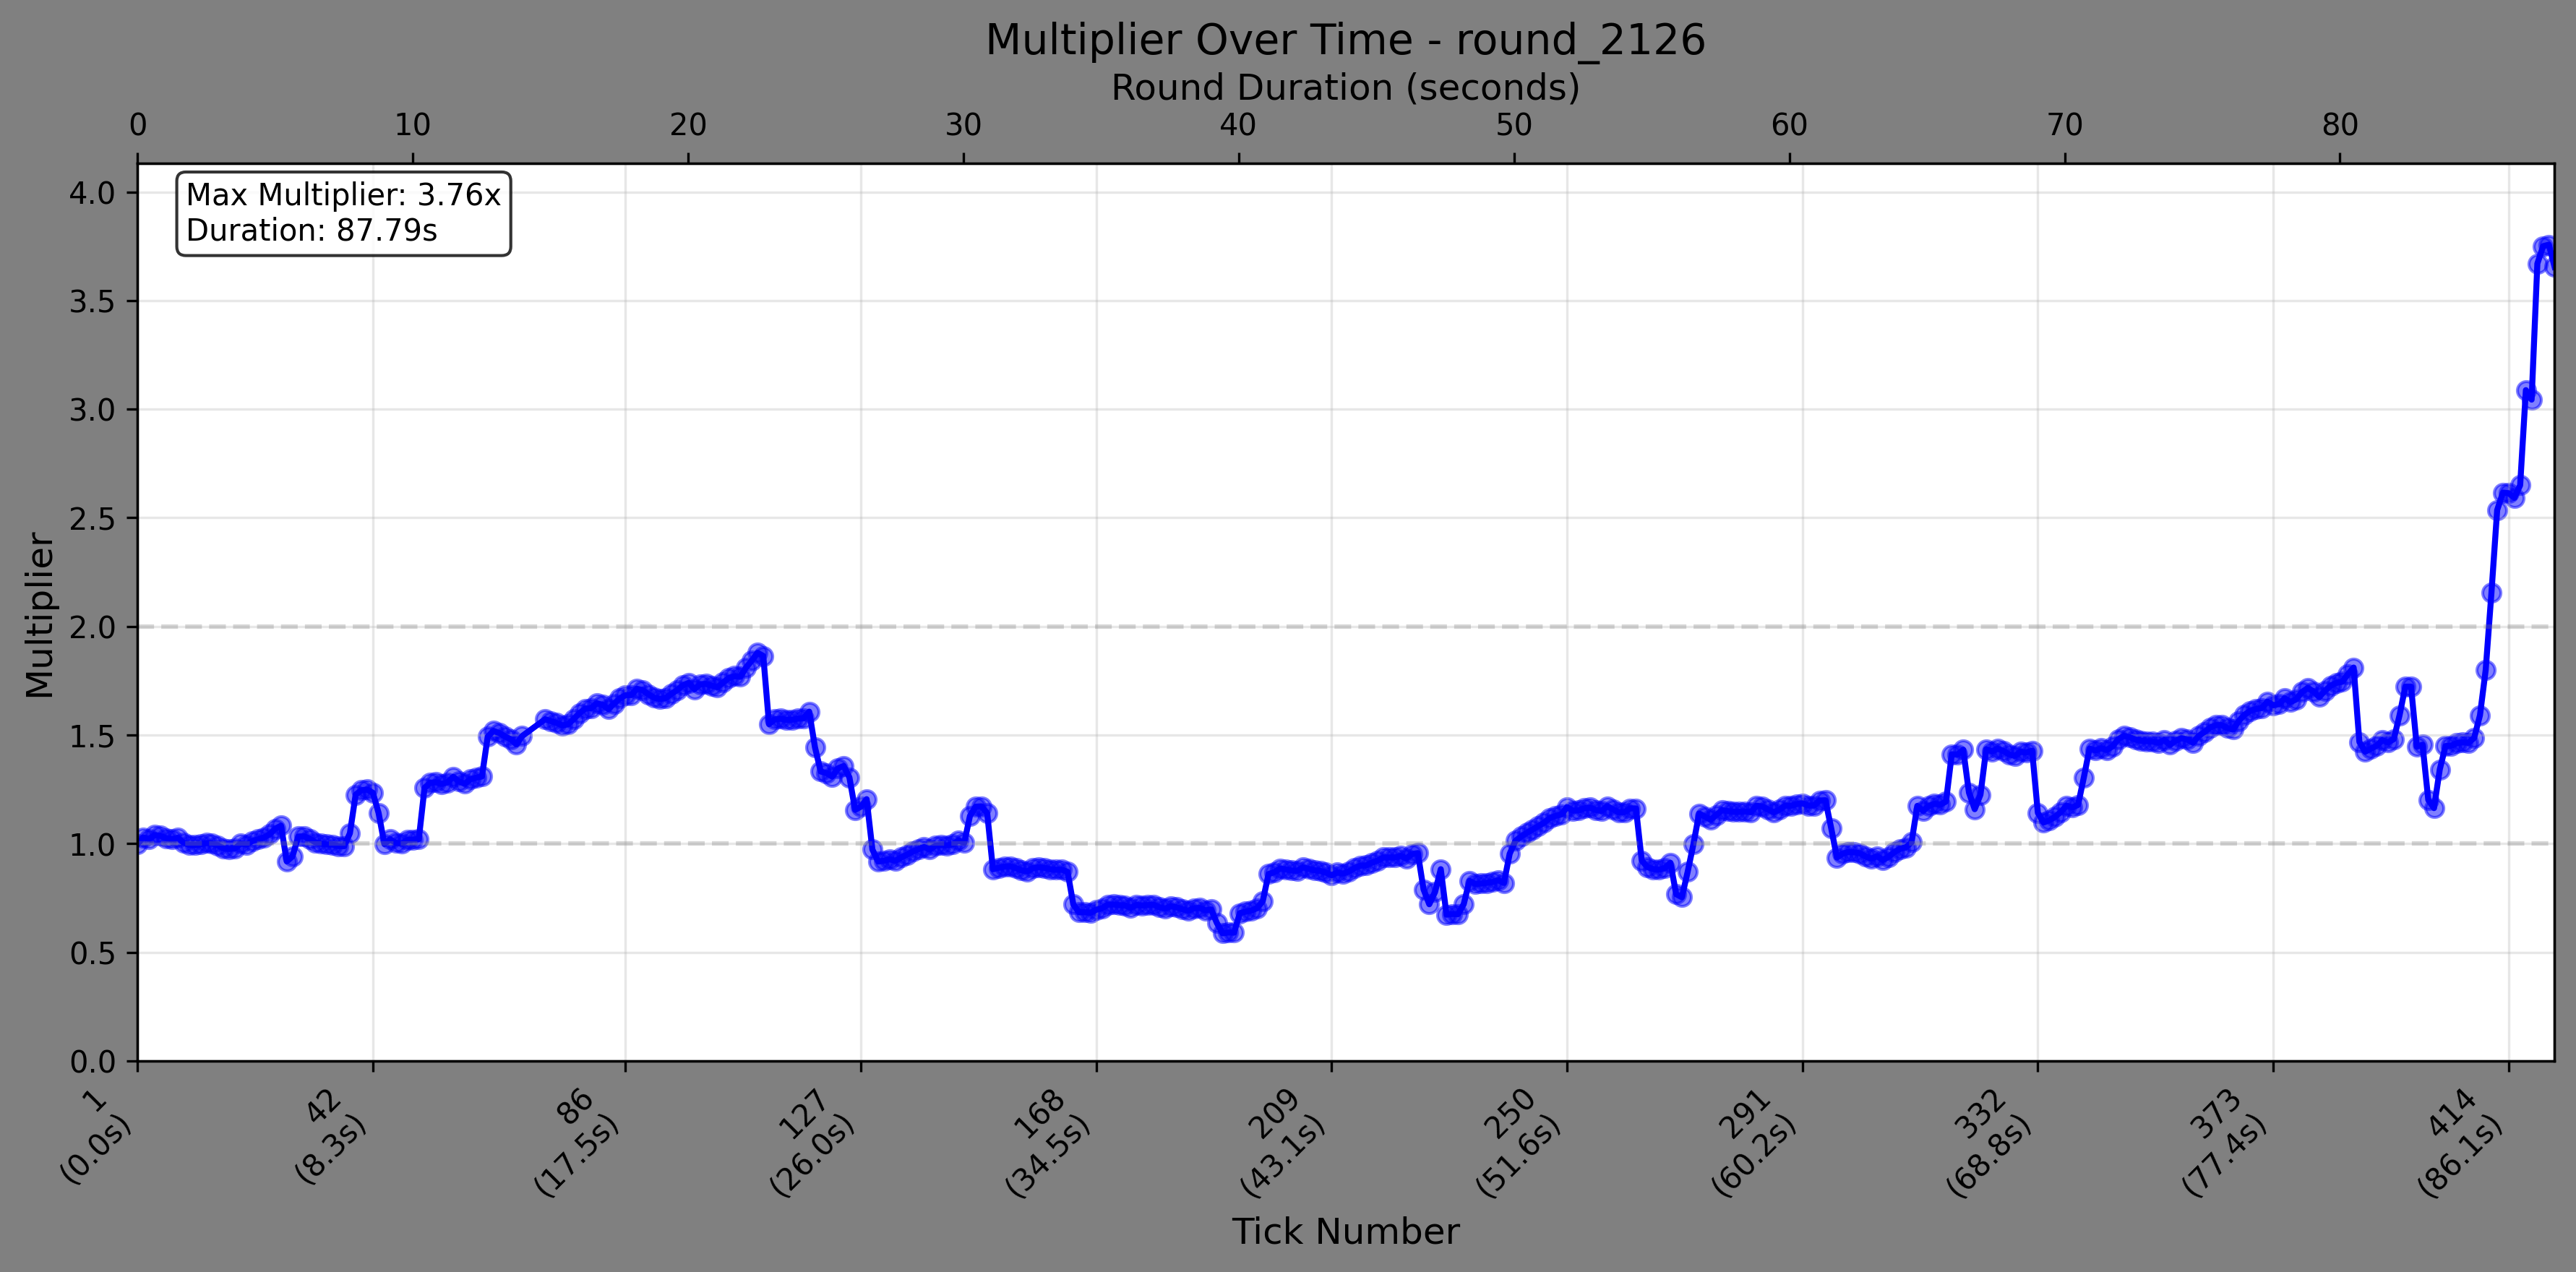 Multiplier Over Time - round_2126
Round Duration (seconds)
0 10 20 30 40 50 60 70 80
Max Multiplier: 3.76x
Duration: 87.79s
Multiplier
4.0
3.5
3.0
2.5
2.0
1.5
1.0
0.5
0.0
1
(0.0s)
42
(8.3s)
86
(17.5s)
127
(26.0s)
168
(34.5s)
209
(43.1s)
250
(51.6s)
291
(60.2s)
332
(68.8s)
373
(77.4s)
414
(86.1s)
Tick Number